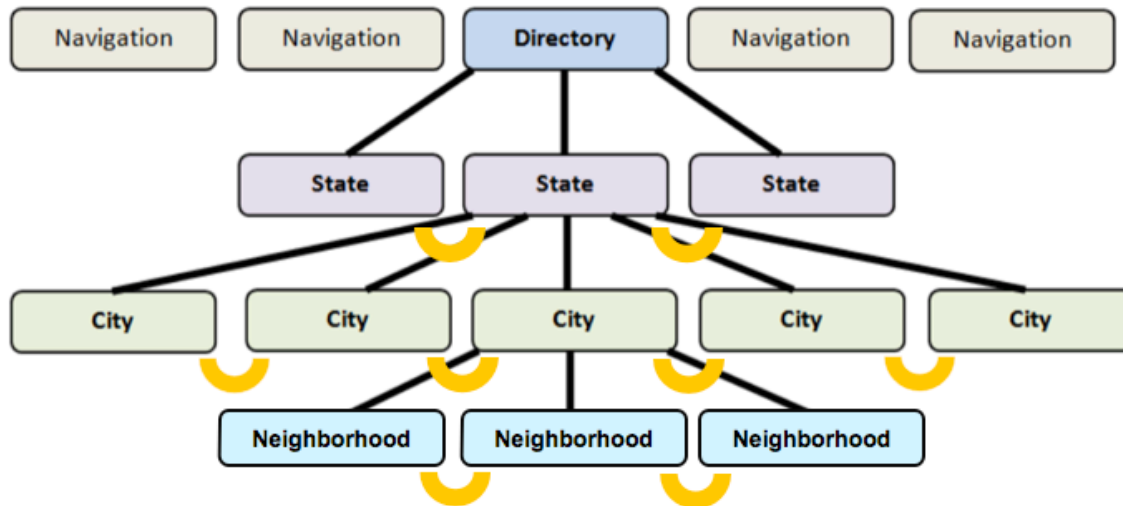 Navigation
Navigation
Directory
Navigation
Navigation
State
State
State
City
City
City
City
City
Neighborhood
Neighborhood
Neighborhood